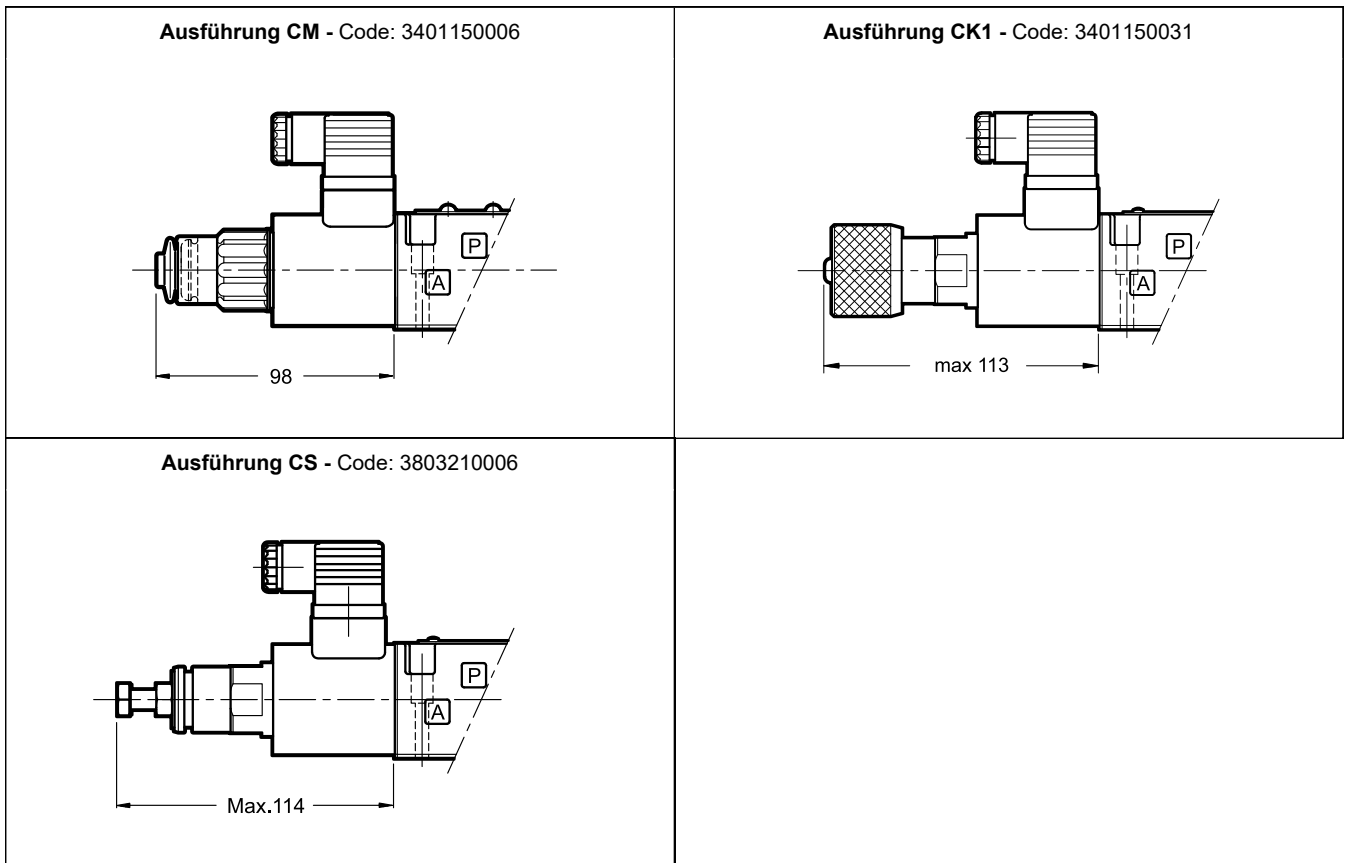 Ausführung CM - Code: 3401150006
P
A
98
Ausführung CK1 - Code: 3401150031
P
A
max 113
Ausführung CS - Code: 3803210006
P
A
Max.114